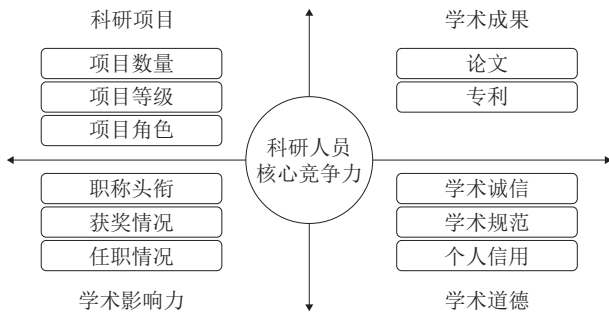 科研项目
项目数量
项目等级
项目角色
学术成果
论文
专利
科研人员
核心竞争力
职称头衔
获奖情况
任职情况
学术影响力
学术诚信
学术规范
个人信用
学术道德